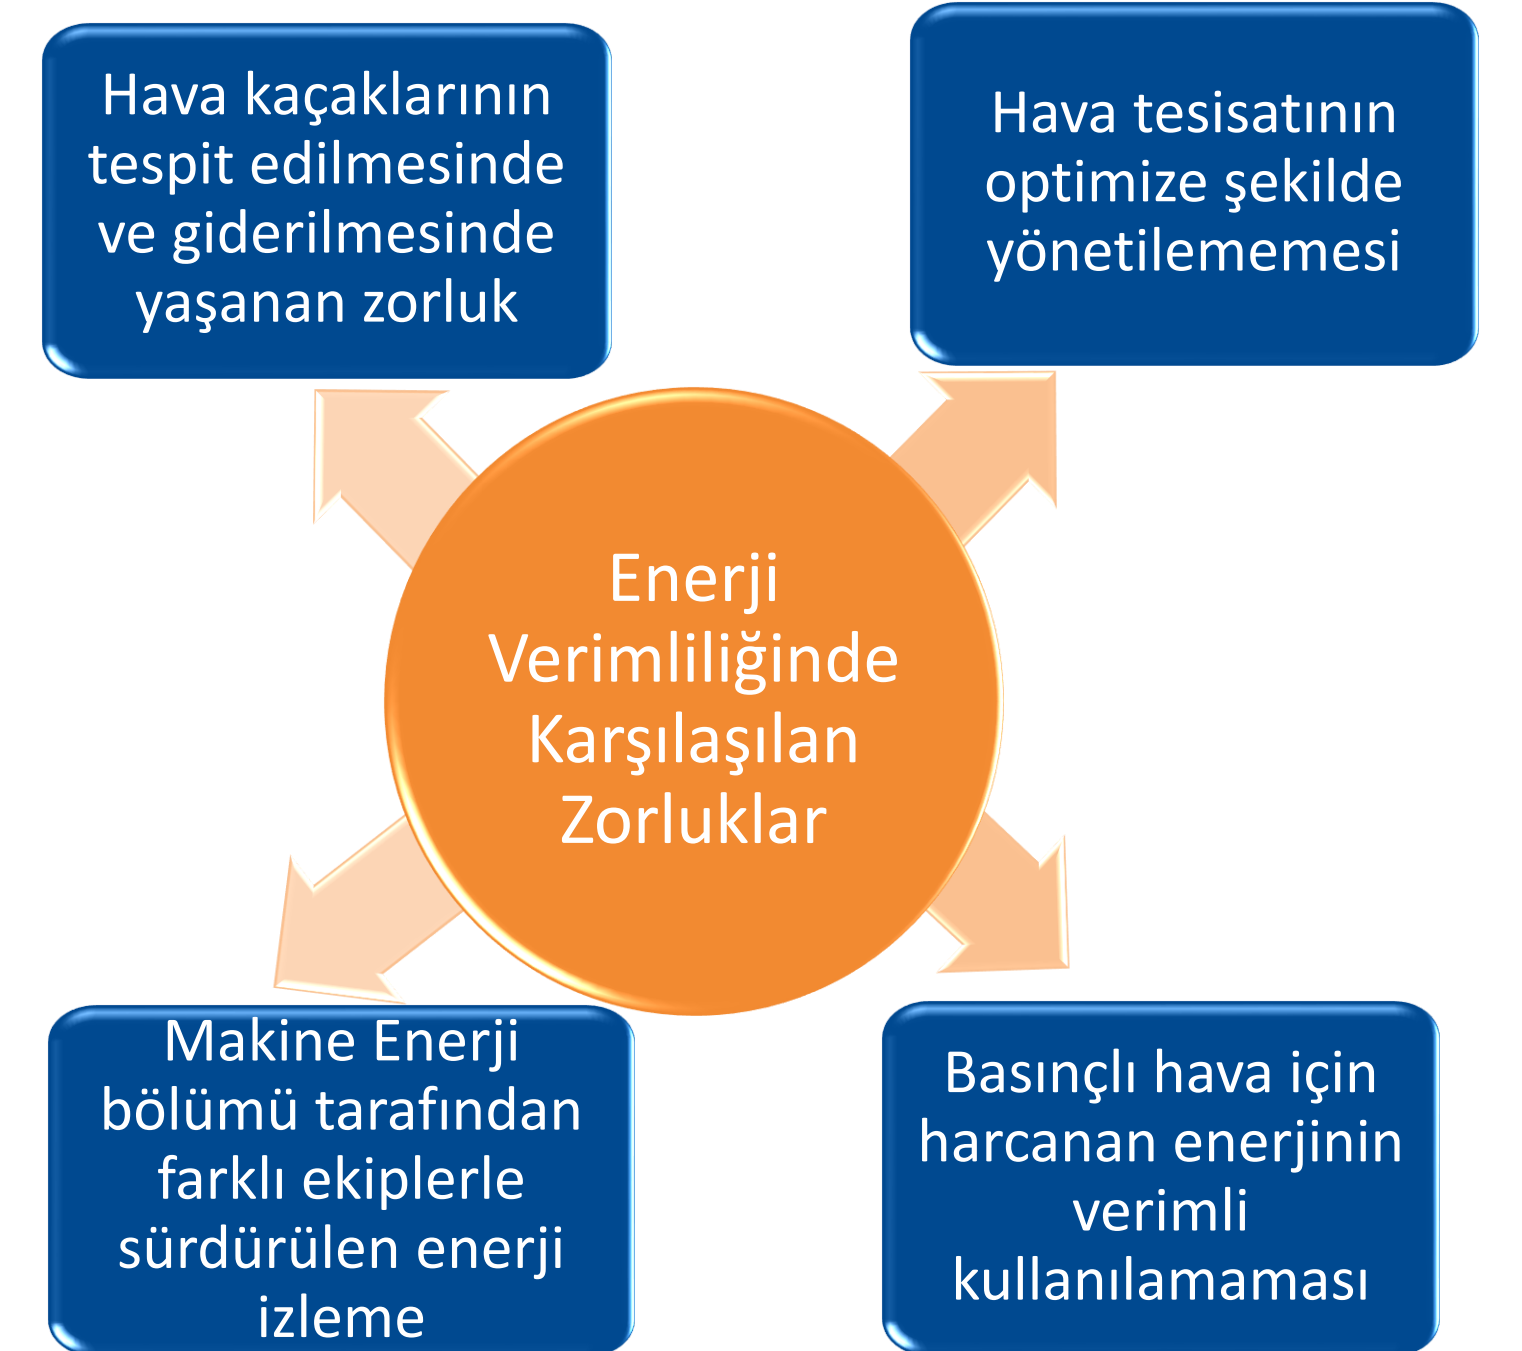 Hava kaçaklarının
tespit edilmesinde
ve giderilmesinde
yaşanan zorluk
Hava tesisatının
optimize şekilde
yönetilememesi
Enerji
Verimliliğinde
Karşılaşılan
Zorluklar
Makine Enerji
bölümü tarafından
farklı ekiplerle
sürdürülen enerji
izleme
Basınçlı hava için
harcanan enerjinin
verimli
kullanılamaması